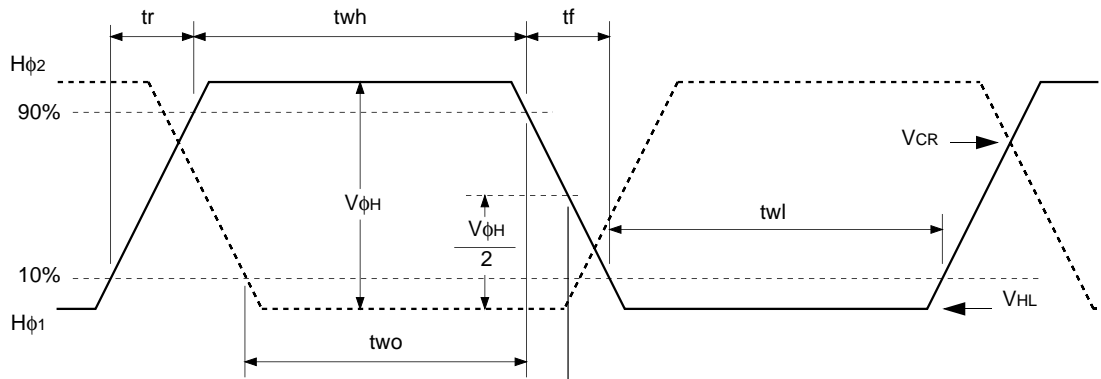 tr
twh
tf
Hϕ2
90%
VCR
VϕH
VϕH
2
twl
10%
VHL
Hϕ1
two